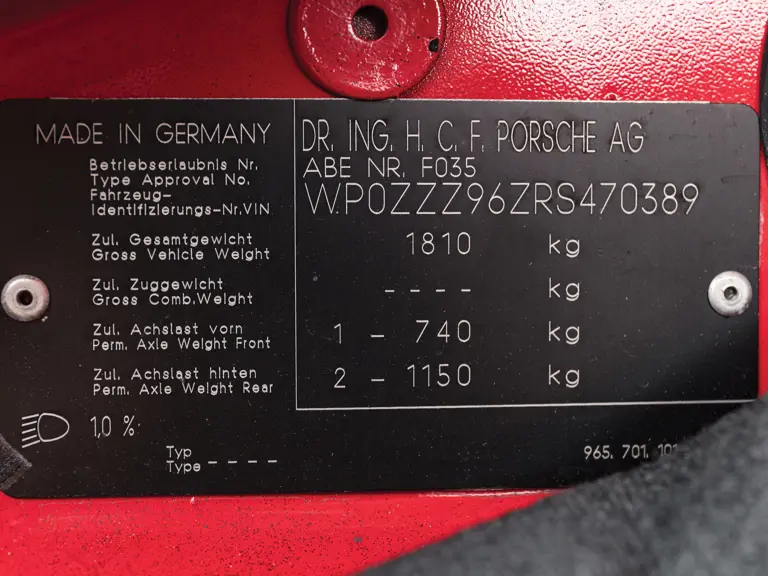 MADE IN GERMANY
DR. ING. H. C. F. PORSCHE AG
Betriebserlaubnis Nr.
Type Approval No.
ABE NR. F035
Fahrzeug-
Identifizierungs-Nr.VIN
WP0ZZZ96ZRS470389
Zul. Gesamtgewicht
Gross Vehicle Weight
1810 kg
Zul. Zuggewicht
Gross Comb.Weight
---- kg
Zul. Achslast vorn
Perm. Axle Weight Front
1 - 740 kg
Zul. Achslast hinten
Perm. Axle Weight Rear
2 - 1150 kg
1,0 %
Typ
Type ----
965. 701. 101